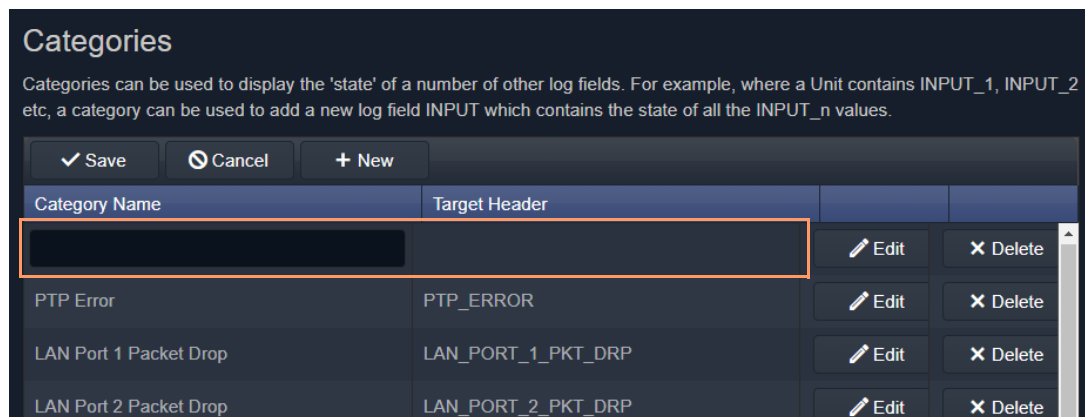 Categories
Categories can be used to display the 'state' of a number of other log fields. For example, where a Unit contains INPUT_1, INPUT_2
etc, a category can be used to add a new log field INPUT which contains the state of all the INPUT_n values.
Save Cancel New
Category Name Target Header
Edit Delete
PTP Error PTP_ERROR Edit Delete
LAN Port 1 Packet Drop LAN_PORT_1_PKT_DRP Edit Delete
LAN Port 2 Packet Drop LAN_PORT_2_PKT_DRP Edit Delete